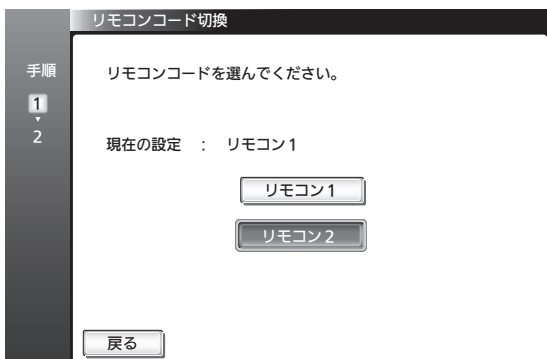 リモコンコード切換
手順
1
2
リモコンコードを選んでください。
現在の設定 : リモコン1
リモコン1
リモコン2
戻る